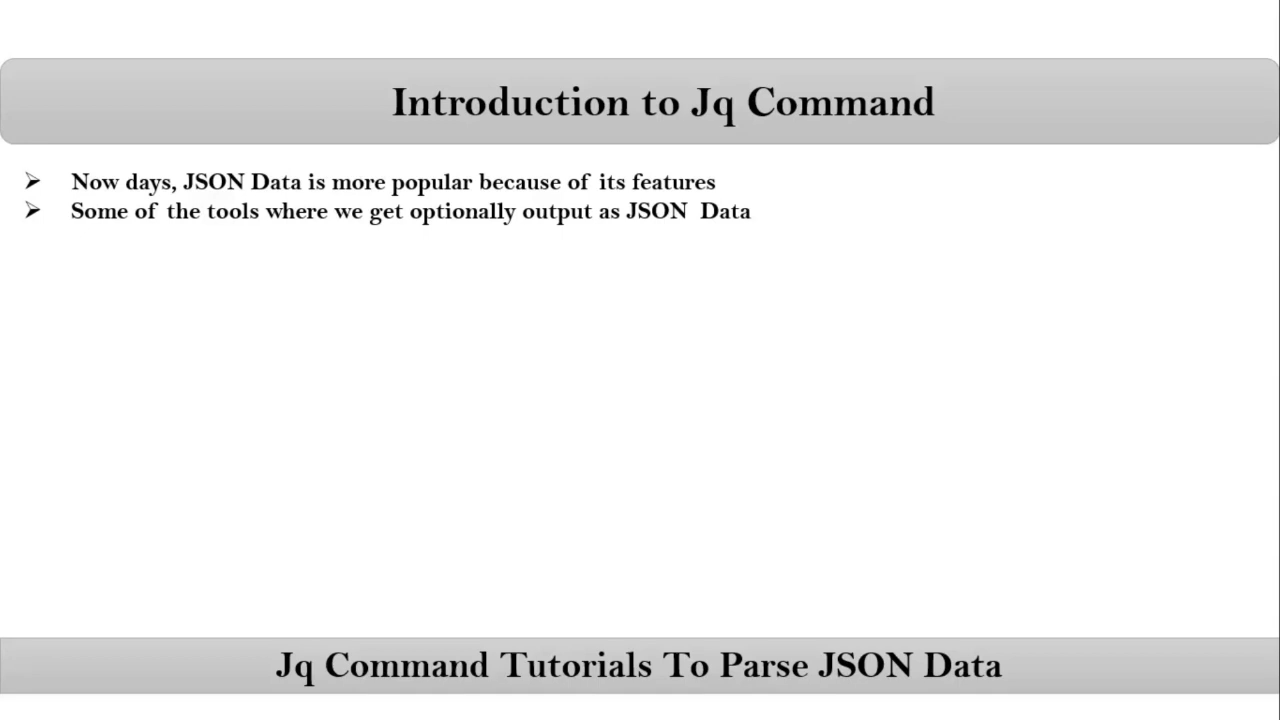 Introduction to Jq Command
➢ Now days, JSON Data is more popular because of its features
➢ Some of the tools where we get optionally output as JSON Data
Jq Command Tutorials To Parse JSON Data